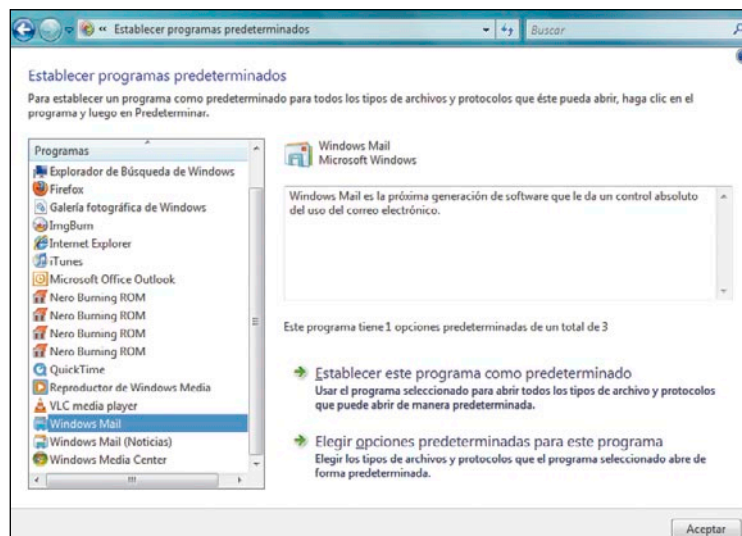 « Establecer programas predeterminados
Buscar
Establecer programas predeterminados
Para establecer un programa como predeterminado para todos los tipos de archivos y protocolos que éste pueda abrir, haga clic en el
programa y luego en Predeterminar.
Programas
Explorador de Búsqueda de Windows
Firefox
Galería fotográfica de Windows
ImgBurn
Internet Explorer
iTunes
Microsoft Office Outlook
Nero Burning ROM
Nero Burning ROM
Nero Burning ROM
Nero Burning ROM
QuickTime
Reproductor de Windows Media
VLC media player
Windows Mail
Windows Mail (Noticias)
Windows Media Center
Windows Mail
Microsoft Windows
Windows Mail es la próxima generación de software que le da un control absoluto
del uso del correo electrónico.
Este programa tiene 1 opciones predeterminadas de un total de 3
Establecer este programa como predeterminado
Usar el programa seleccionado para abrir todos los tipos de archivo y protocolos
que puede abrir de manera predeterminada.
Elegir opciones predeterminadas para este programa
Elegir los tipos de archivos y protocolos que el programa seleccionado abre de
forma predeterminada.
Aceptar